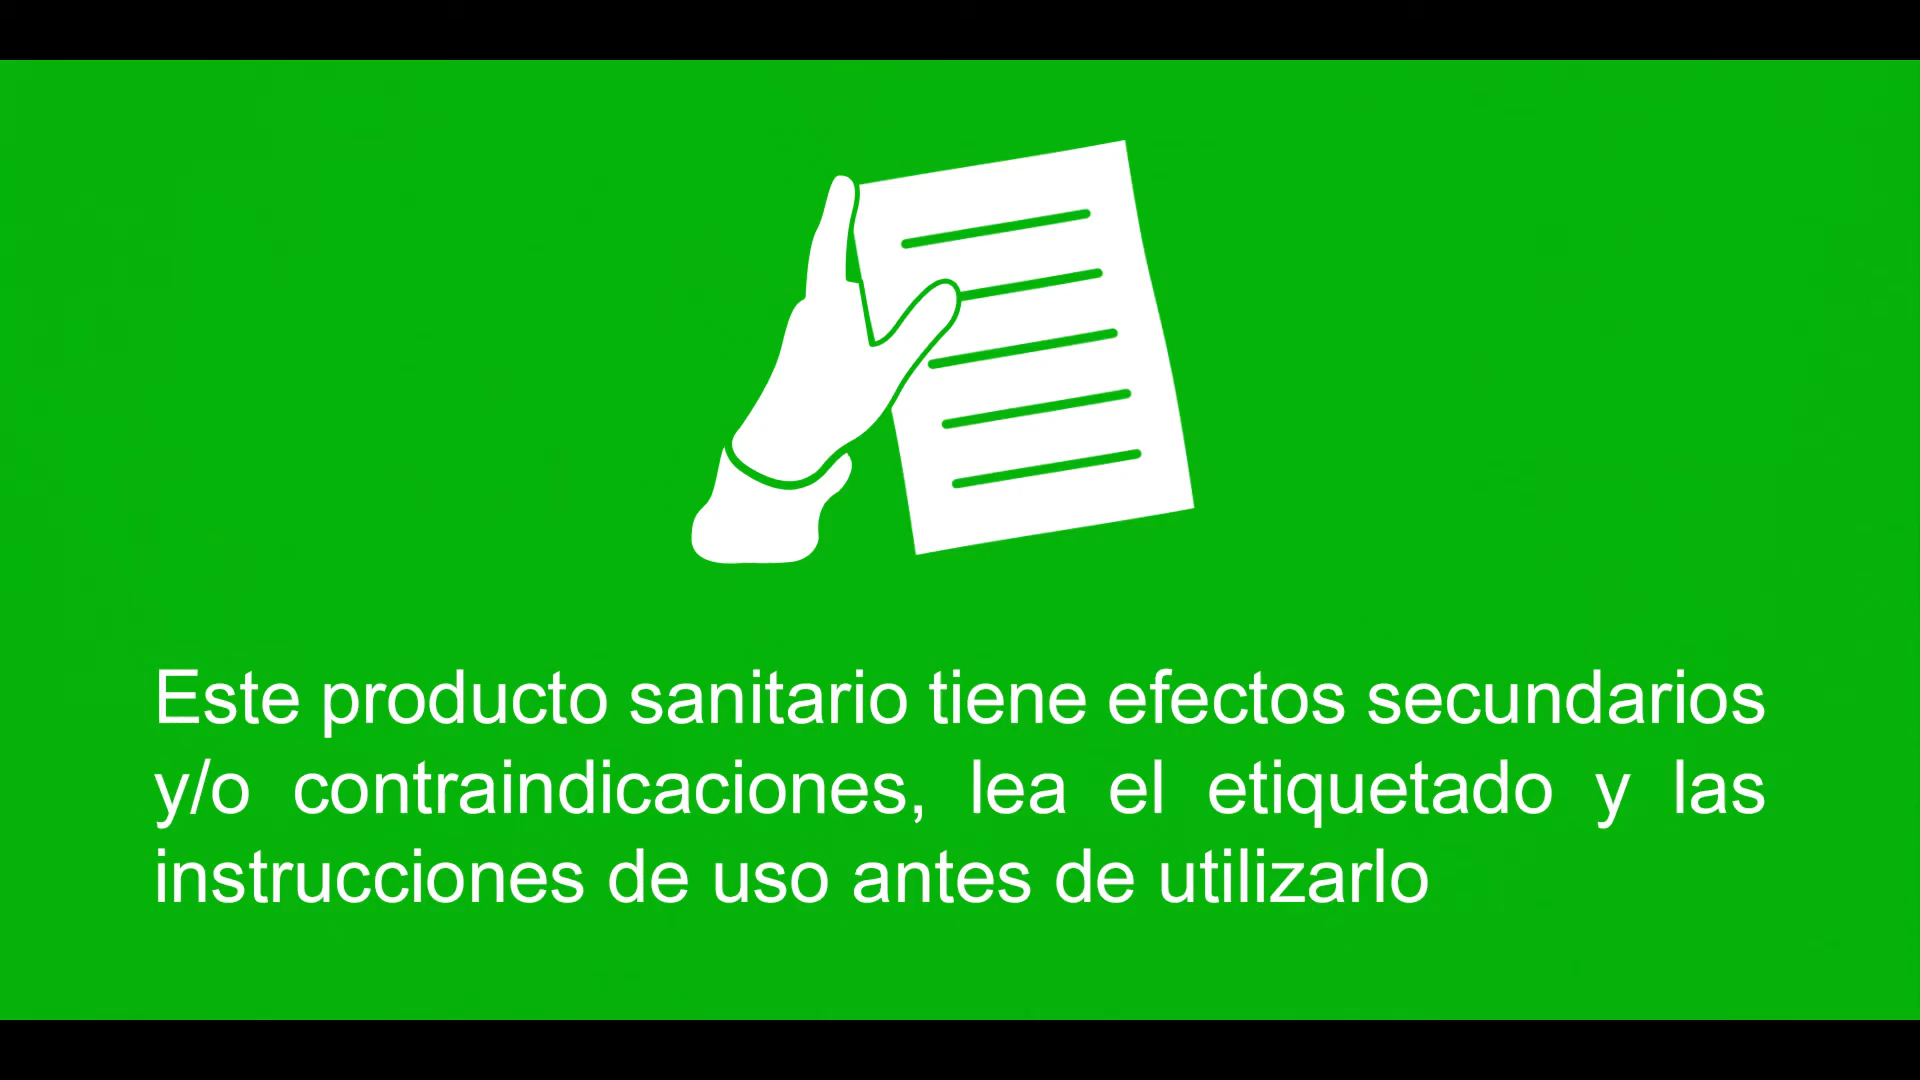 Este producto sanitario tiene efectos secundarios
y/o contraindicaciones, lea el etiquetado y las
instrucciones de uso antes de utilizarlo